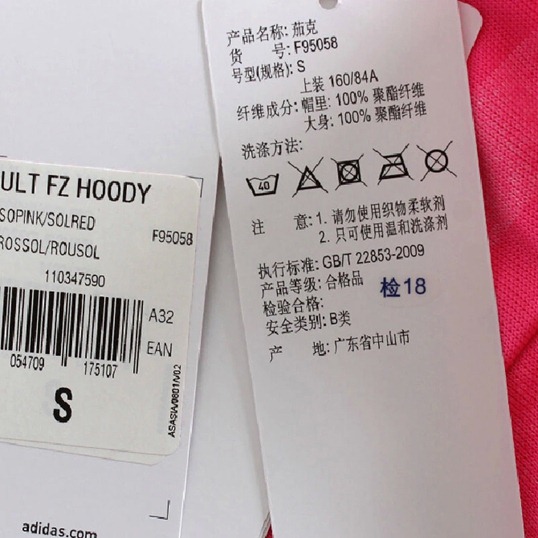 ULT FZ HOODY
SOPINK/SOLRED
ROSSOL/ROUSOL
F95058
110347590
A32
EAN
054709
175107
S
ASASIA/0601/V0.2
adidas.com
产品名称: 茄克
货 号: F95058
号型(规格): S
上装 160/84A
纤维成分: 帽里: 100% 聚酯纤维
大身: 100% 聚酯纤维
洗涤方法:
40
注 意: 1. 请勿使用织物柔软剂
2. 只可使用温和洗涤剂
执行标准: GB/T 22853-2009
产品等级: 合格品
检验合格: 检18
安全类别: B类
产 地: 广东省中山市